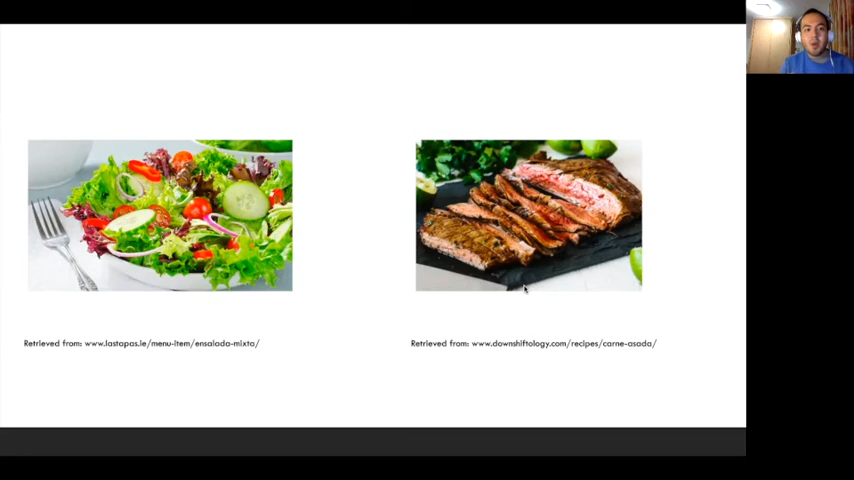 Retrieved from: www.lastapas.ie/menu-item/ensalada-mixta/
Retrieved from: www.downshiftology.com/recipes/carne-asada/